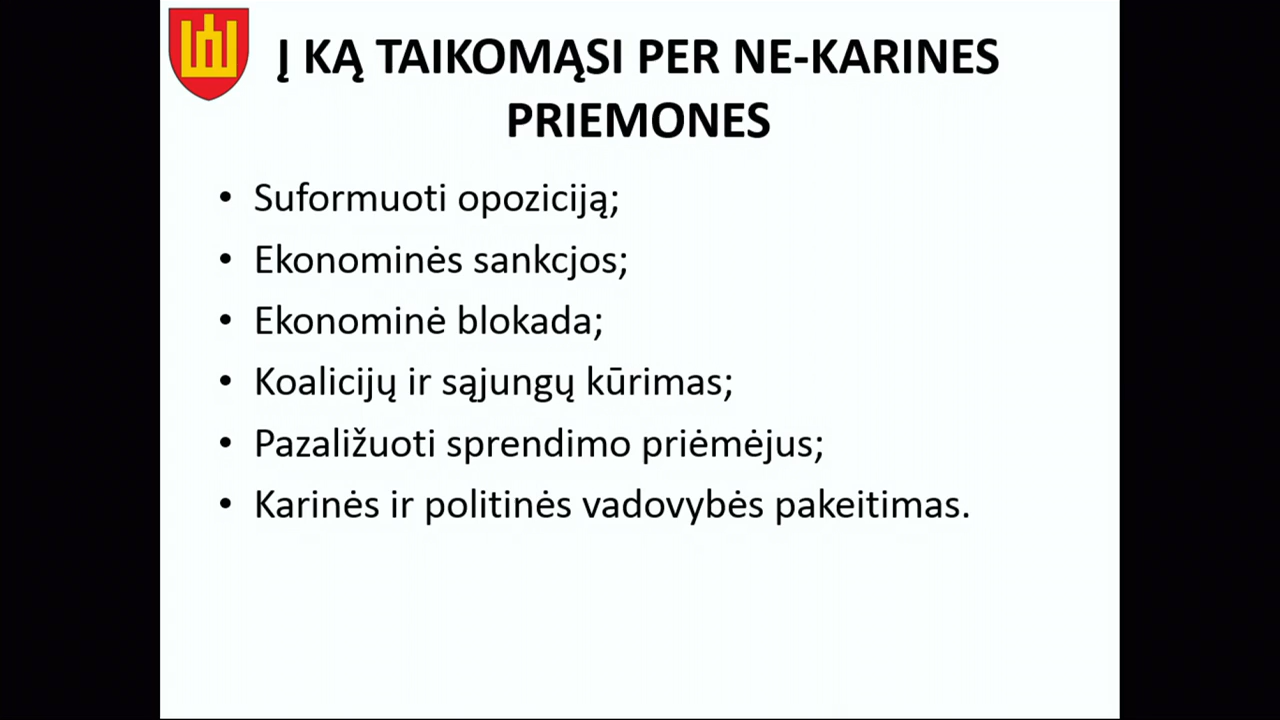 Į KĄ TAIKOMĄSI PER NE-KARINES
PRIEMONES
• Suformuoti opoziciją;
• Ekonominės sankcjos;
• Ekonominė blokada;
• Koalicijų ir sąjungų kūrimas;
• Pazaližuoti sprendimo priėmėjus;
• Karinės ir politinės vadovybės pakeitimas.